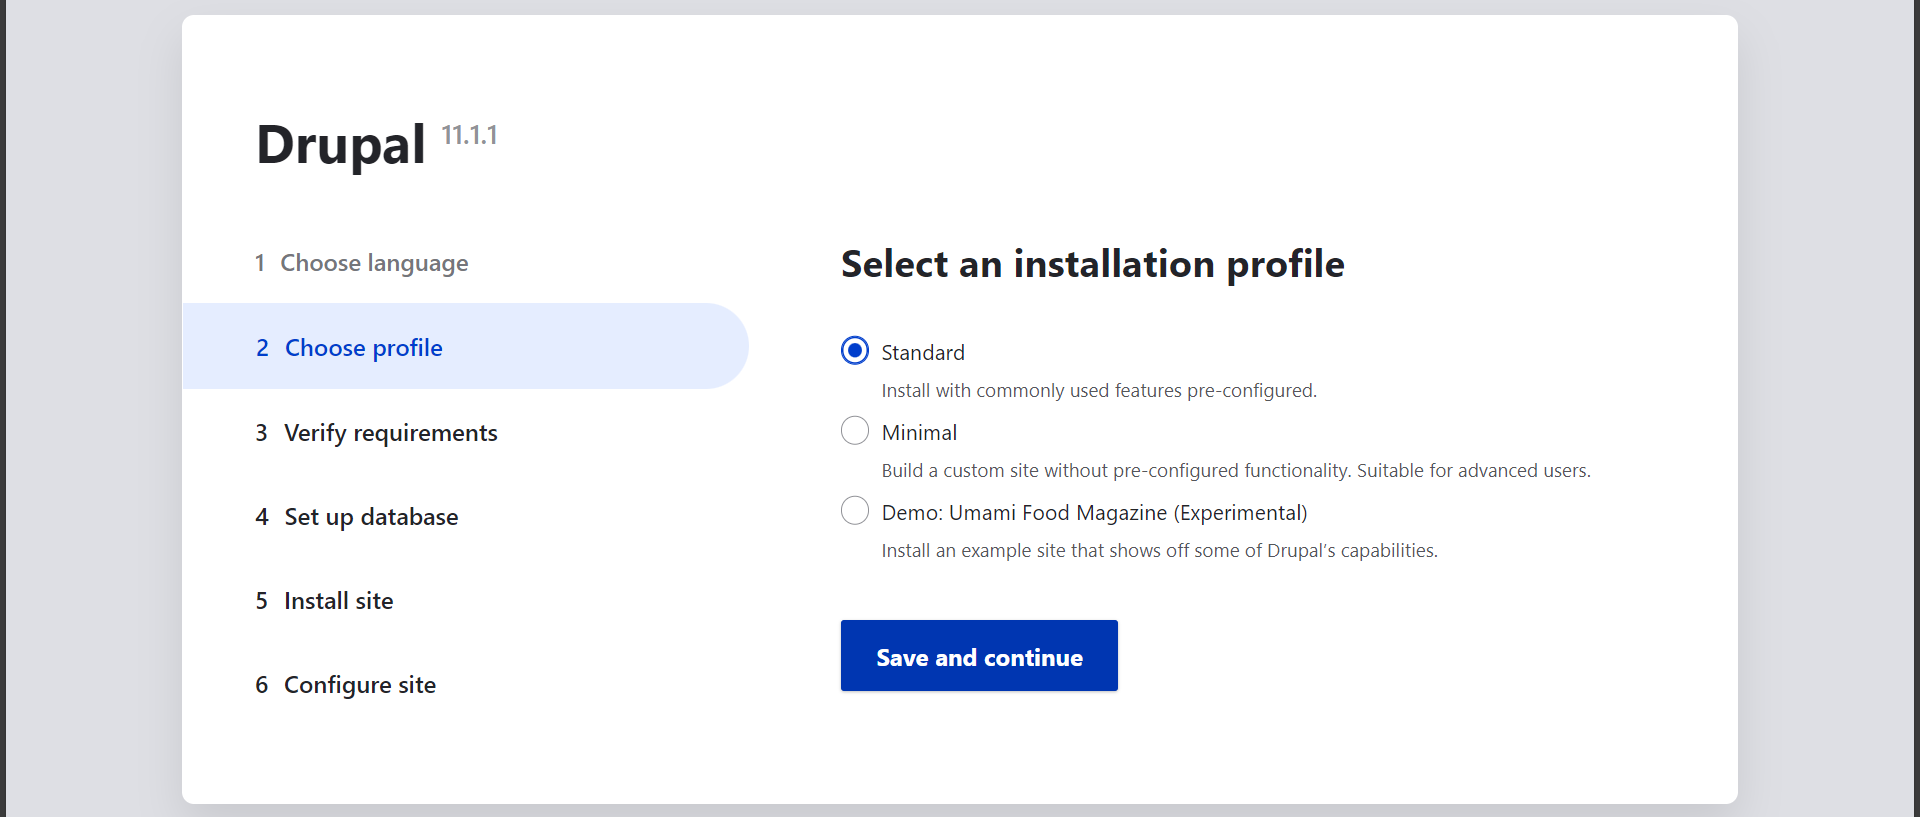 Drupal 11.1.1
1 Choose language
2 Choose profile
3 Verify requirements
4 Set up database
5 Install site
6 Configure site
Select an installation profile
Standard
Install with commonly used features pre-configured.
Minimal
Build a custom site without pre-configured functionality. Suitable for advanced users.
Demo: Umami Food Magazine (Experimental)
Install an example site that shows off some of Drupal's capabilities.
Save and continue